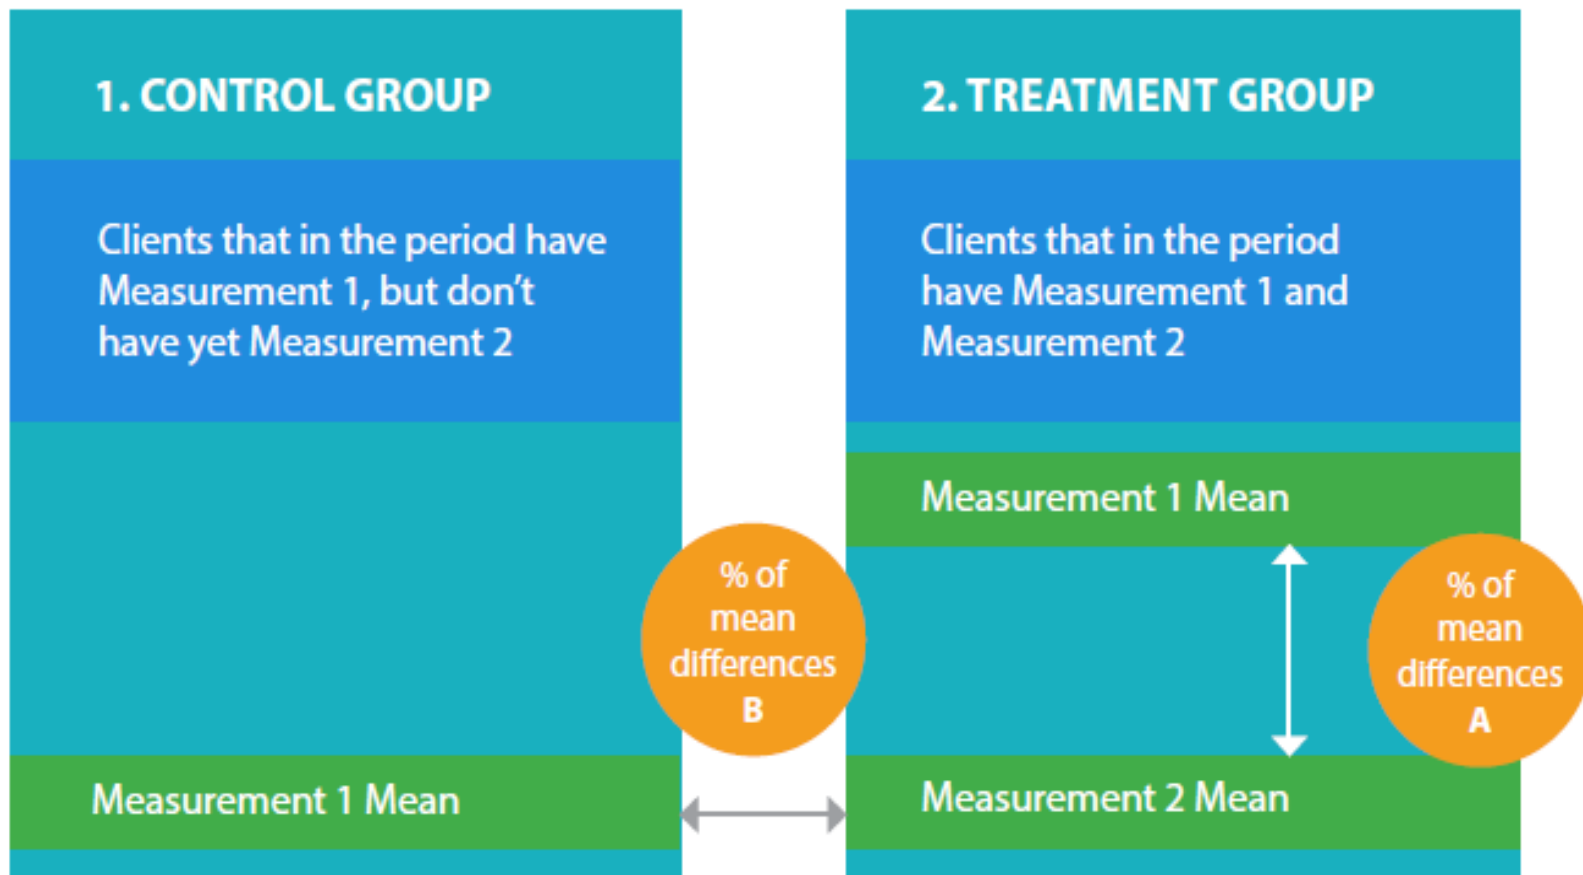 1. CONTROL GROUP
Clients that in the period have
Measurement 1, but don't
have yet Measurement 2
Measurement 1 Mean
% of
mean
differences
B
2. TREATMENT GROUP
Clients that in the period
have Measurement 1 and
Measurement 2
Measurement 1 Mean
% of
mean
differences
A
Measurement 2 Mean